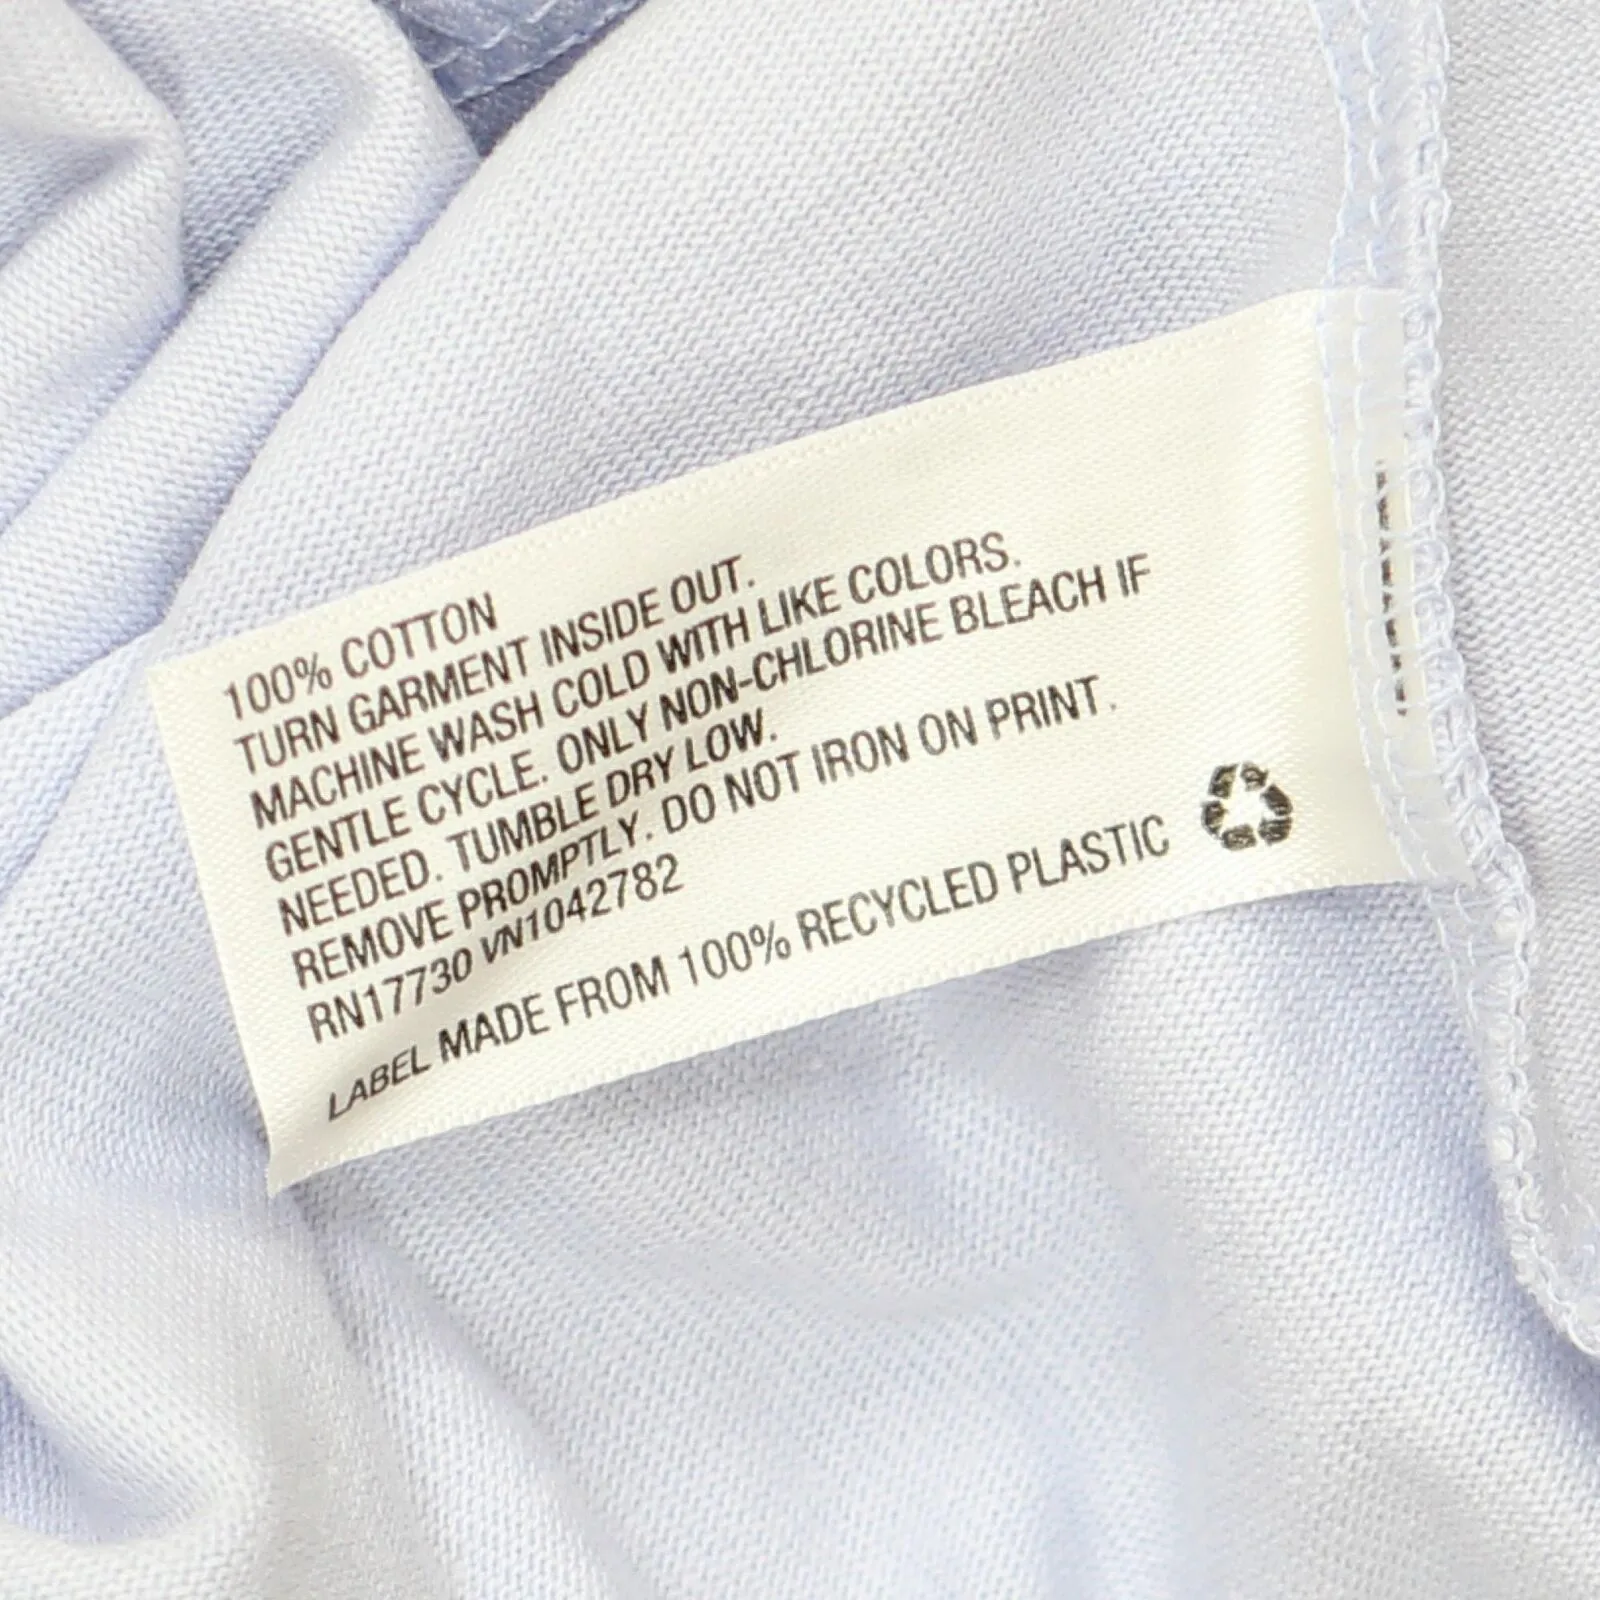 100% COTTON
TURN GARMENT INSIDE OUT.
MACHINE WASH COLD WITH LIKE COLORS.
GENTLE CYCLE. ONLY NON-CHLORINE BLEACH IF
NEEDED. TUMBLE DRY LOW.
REMOVE PROMPTLY. DO NOT IRON ON PRINT.
RN17730 VN1042782
LABEL MADE FROM 100% RECYCLED PLASTIC